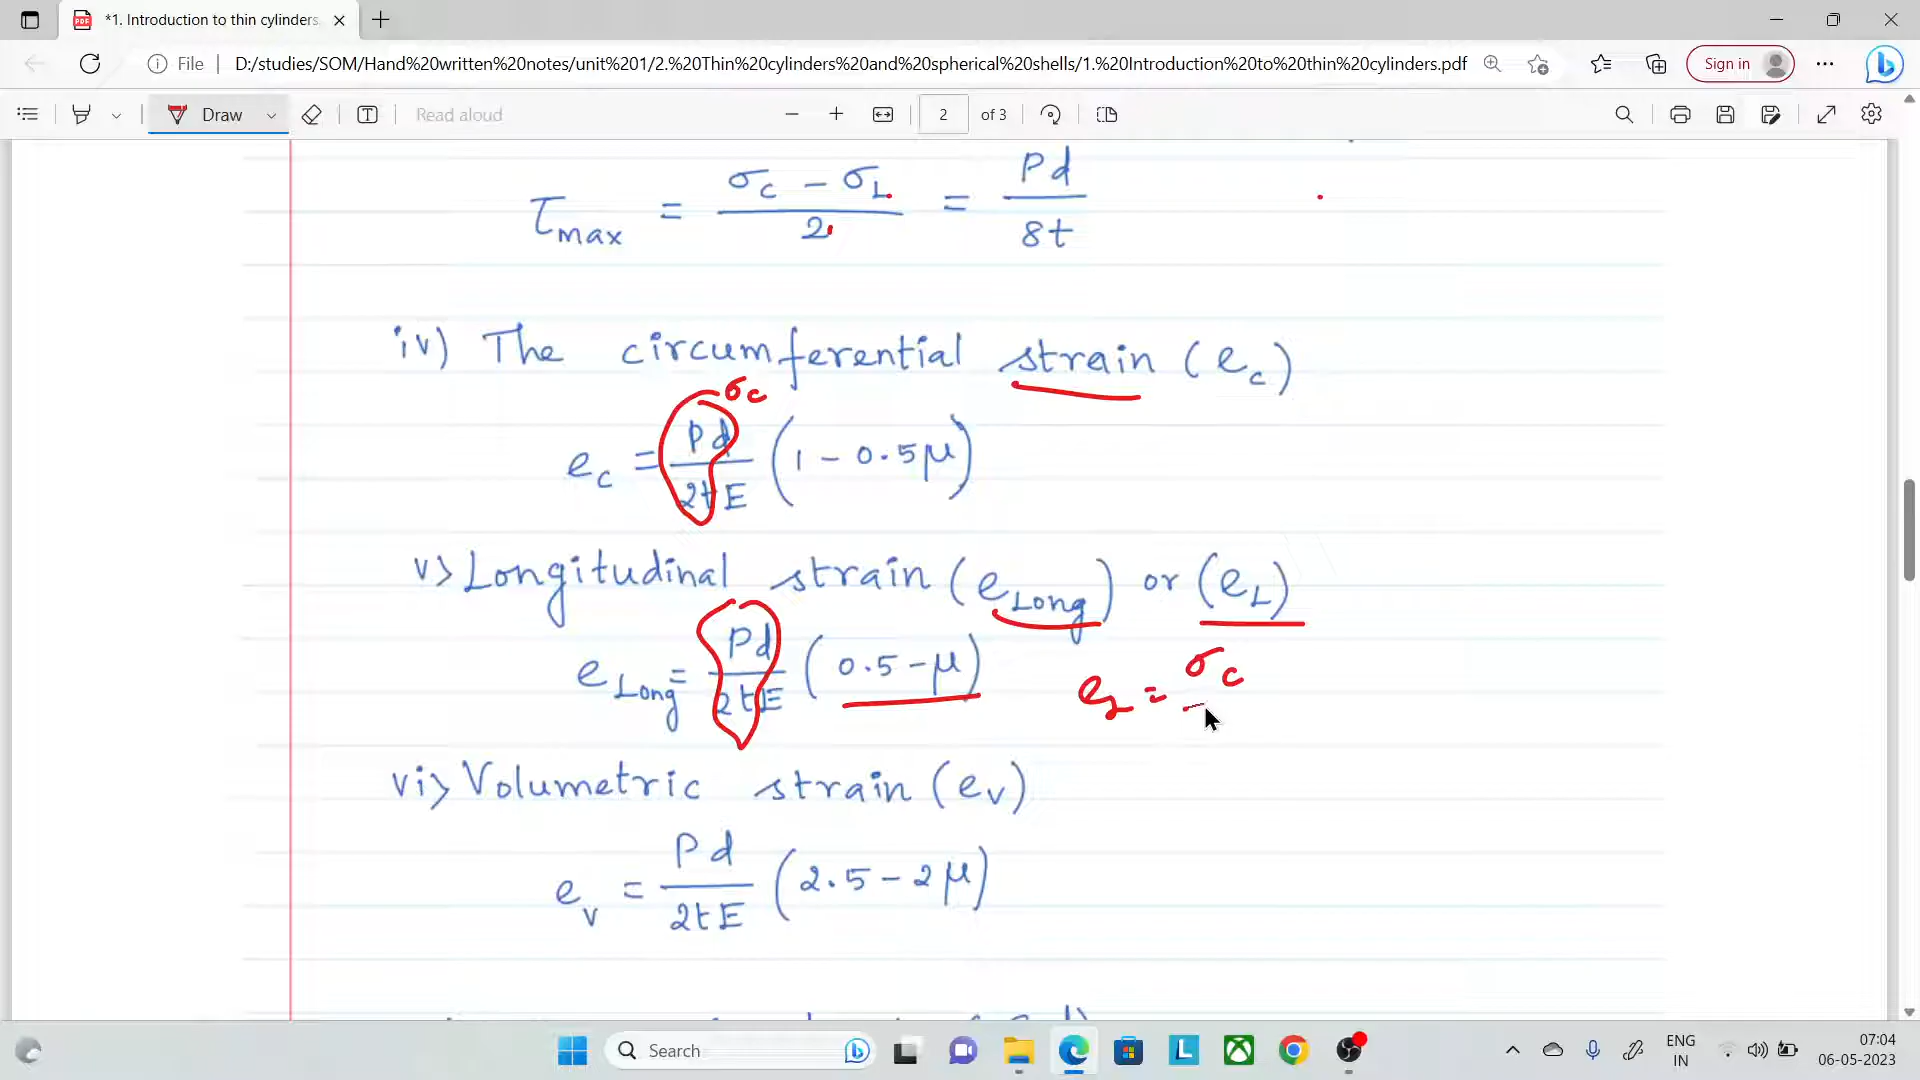 *1. Introduction to thin cylinders
File
D:/studies/SOM/Hand%20written%20notes/unit%201/2.%20Thin%20cylinders%20and%20spherical%20shells/1.%20Introduction%20to%20thin%20cylinders.pdf
Sign in
Draw
Read aloud
2 of 3
τmax = (σc - σL)/2 = Pd/8t
iv) The circumferential strain (ec)
σc
ec = Pd/2tE (1 - 0.5μ)
v) Longitudinal strain (eLong) or (eL)
eLong = Pd/2tE (0.5 - μ)
eL = σc
vi) Volumetric strain (ev)
ev = Pd/2tE (2.5 - 2μ)
Search
ENG
IN
07:04
06-05-2023